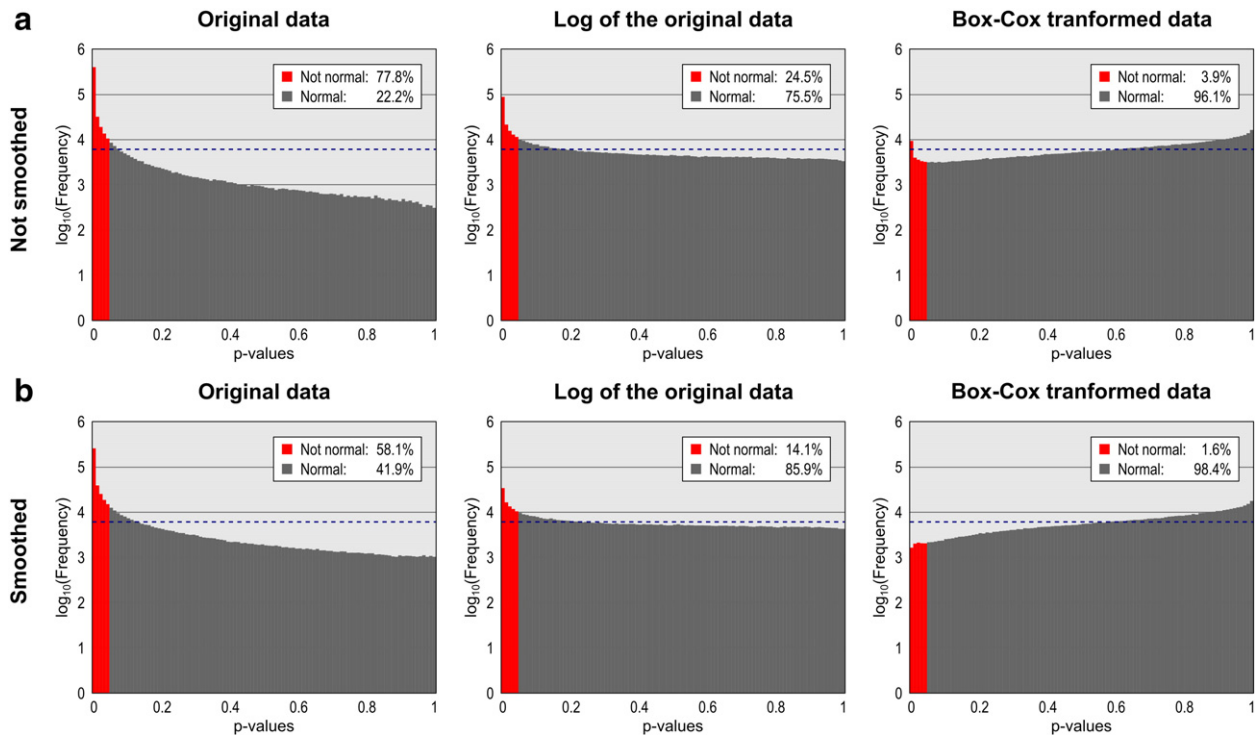 a
Original data
Log of the original data
Box-Cox tranformed data
Not smoothed
log10(Frequency)
6
5
4
3
2
1
0
Not normal: 77.8%
Normal: 22.2%
0 0.2 0.4 0.6 0.8 1
p-values
log10(Frequency)
6
5
4
3
2
1
0
Not normal: 24.5%
Normal: 75.5%
0 0.2 0.4 0.6 0.8 1
p-values
log10(Frequency)
6
5
4
3
2
1
0
Not normal: 3.9%
Normal: 96.1%
0 0.2 0.4 0.6 0.8 1
p-values
b
Original data
Log of the original data
Box-Cox tranformed data
Smoothed
log10(Frequency)
6
5
4
3
2
1
0
Not normal: 58.1%
Normal: 41.9%
0 0.2 0.4 0.6 0.8 1
p-values
log10(Frequency)
6
5
4
3
2
1
0
Not normal: 14.1%
Normal: 85.9%
0 0.2 0.4 0.6 0.8 1
p-values
log10(Frequency)
6
5
4
3
2
1
0
Not normal: 1.6%
Normal: 98.4%
0 0.2 0.4 0.6 0.8 1
p-values